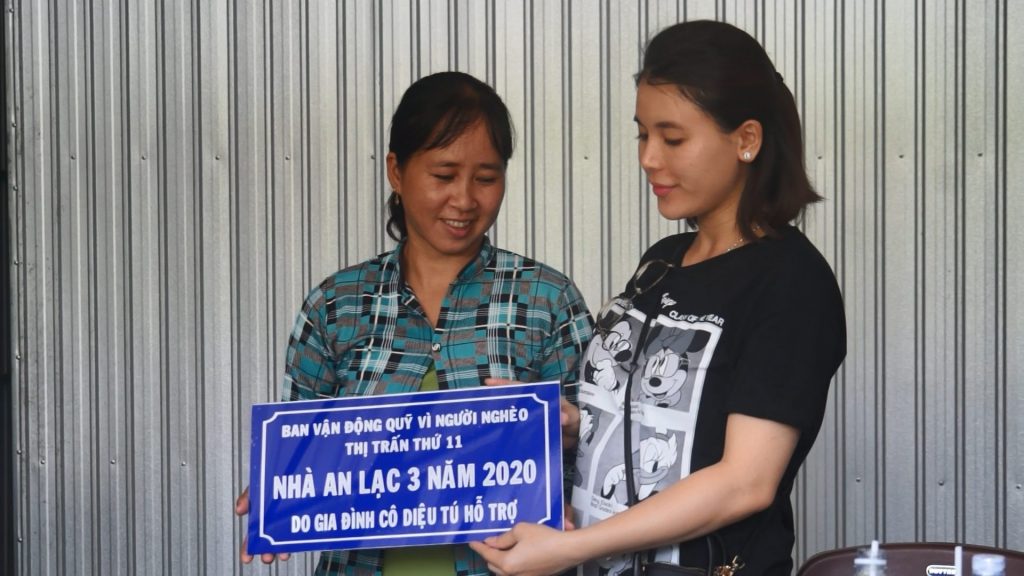 BAN VẬN ĐỘNG QUỸ VÌ NGƯỜI NGHÈO
THỊ TRẤN THỨ 11
NHÀ AN LẠC 3 NĂM 2020
DO GIA ĐÌNH CÔ DIỆU TÚ HỖ TRỢ